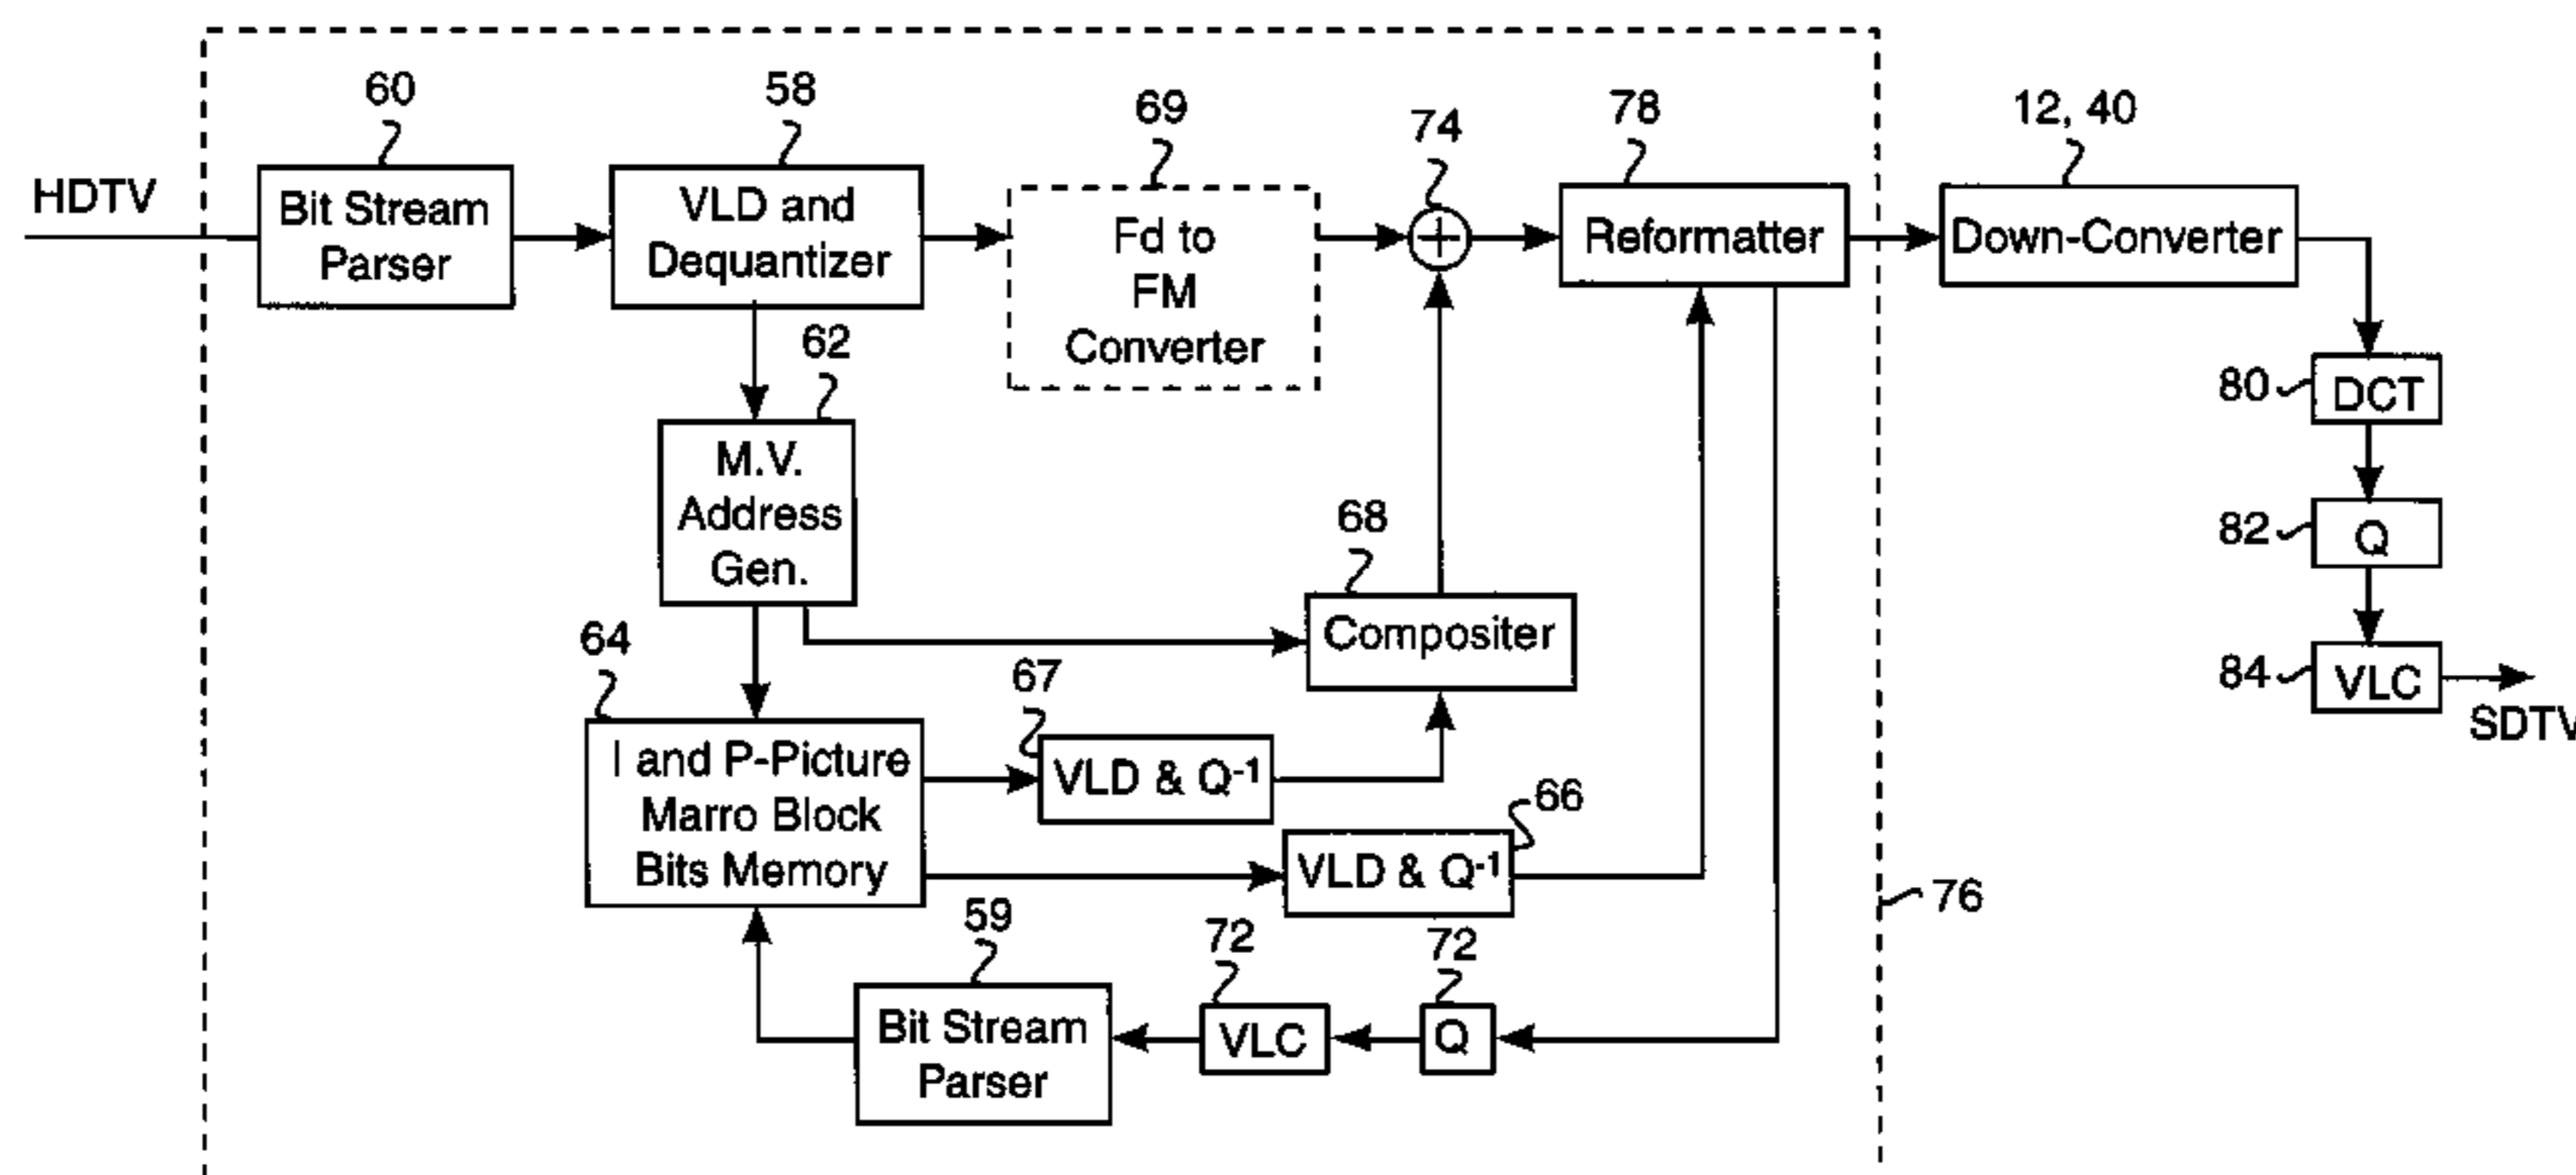 60
58
69
74
78
12, 40
HDTV
Bit Stream
Parser
VLD and
Dequantizer
Fd to
FM
Converter
+
Reformatter
Down-Converter
62
80
DCT
M.V.
Address
Gen.
68
82
Q
64
Compositer
84
VLC
SDTV
67
I and P-Picture
Marro Block
Bits Memory
VLD & Q-1
66
VLD & Q-1
76
59
72
72
Bit Stream
Parser
VLC
Q